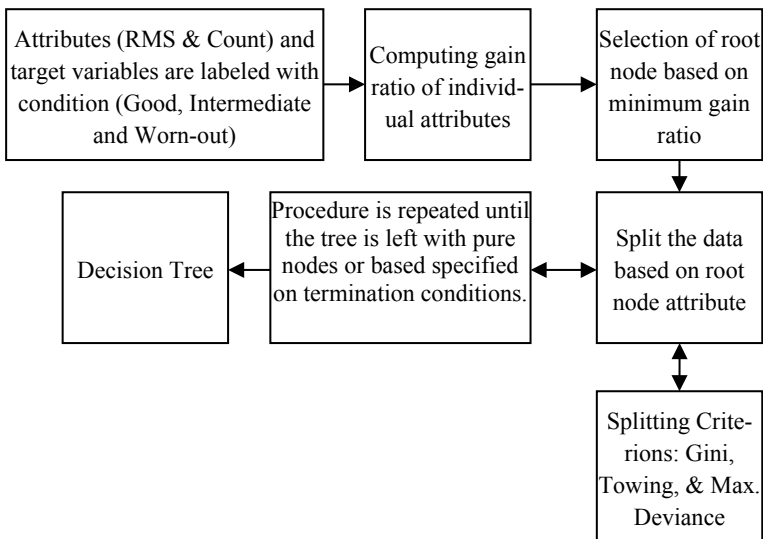 Attributes (RMS & Count) and
target variables are labeled with
condition (Good, Intermediate
and Worn-out)
Computing gain
ratio of individ-
ual attributes
Selection of root
node based on
minimum gain
ratio
Decision Tree
Procedure is repeated until
the tree is left with pure
nodes or based specified
on termination conditions.
Split the data
based on root
node attribute
Splitting Crite-
rions: Gini,
Towing, & Max.
Deviance